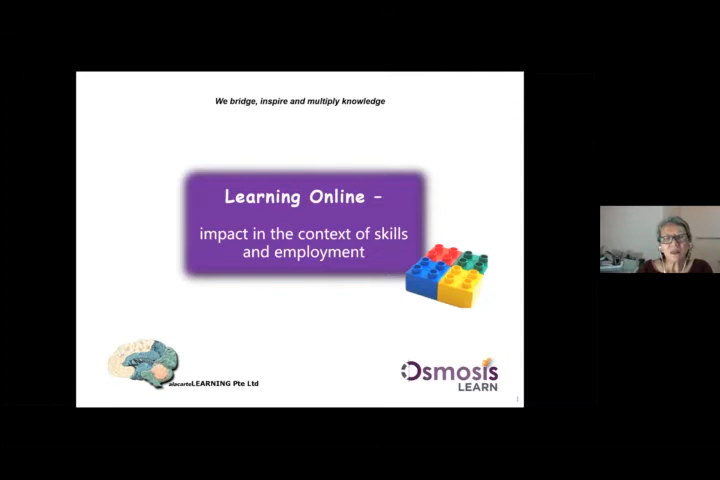 We bridge, inspire and multiply knowledge
Learning Online –
impact in the context of skills
and employment
alacarteLEARNING Pte Ltd
Osmosis
LEARN
1